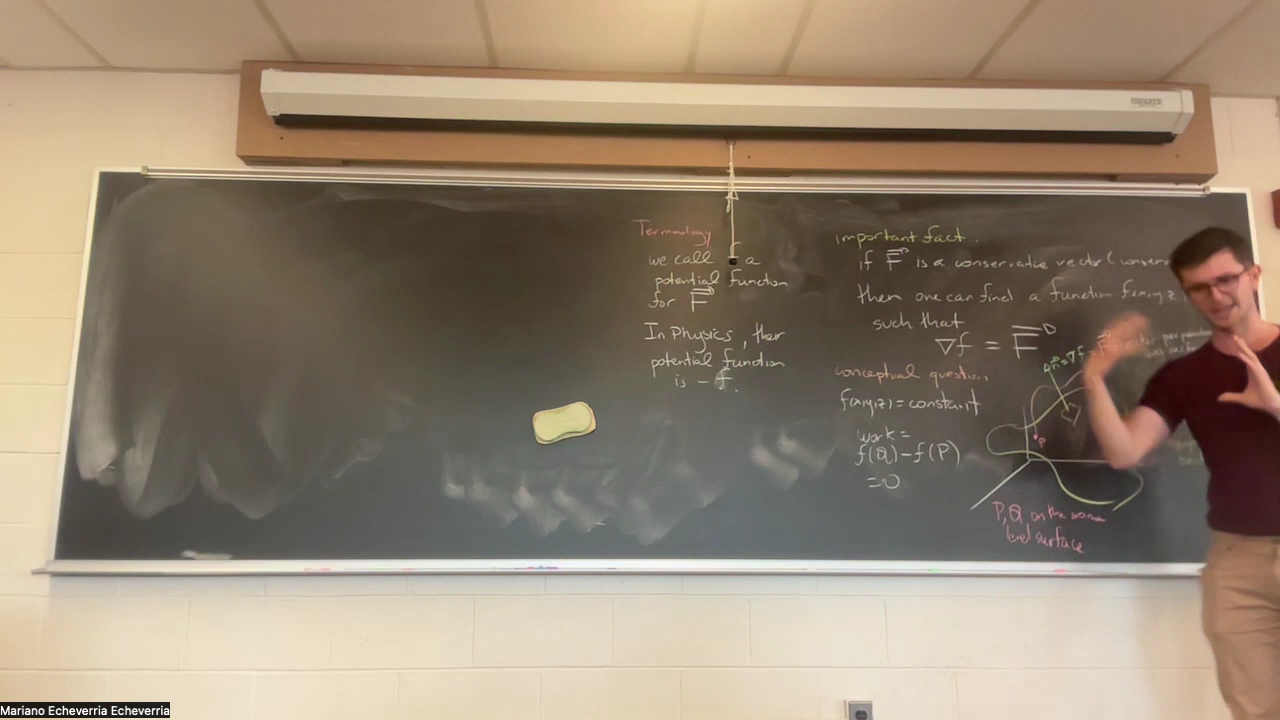 Terminology
we call f a
potential function
for F
In Physics, their
potential function
is - f.
important fact.
if F is a conservative vector
then one can find a function f(x,y,z
such that
∇f = F
conceptual question
f(x,y,z) = constant
work =
f(Q) - f(P)
= 0
n = ∇f = F
P
P, Q on the same
level surface
Mariano Echeverria Echeverria